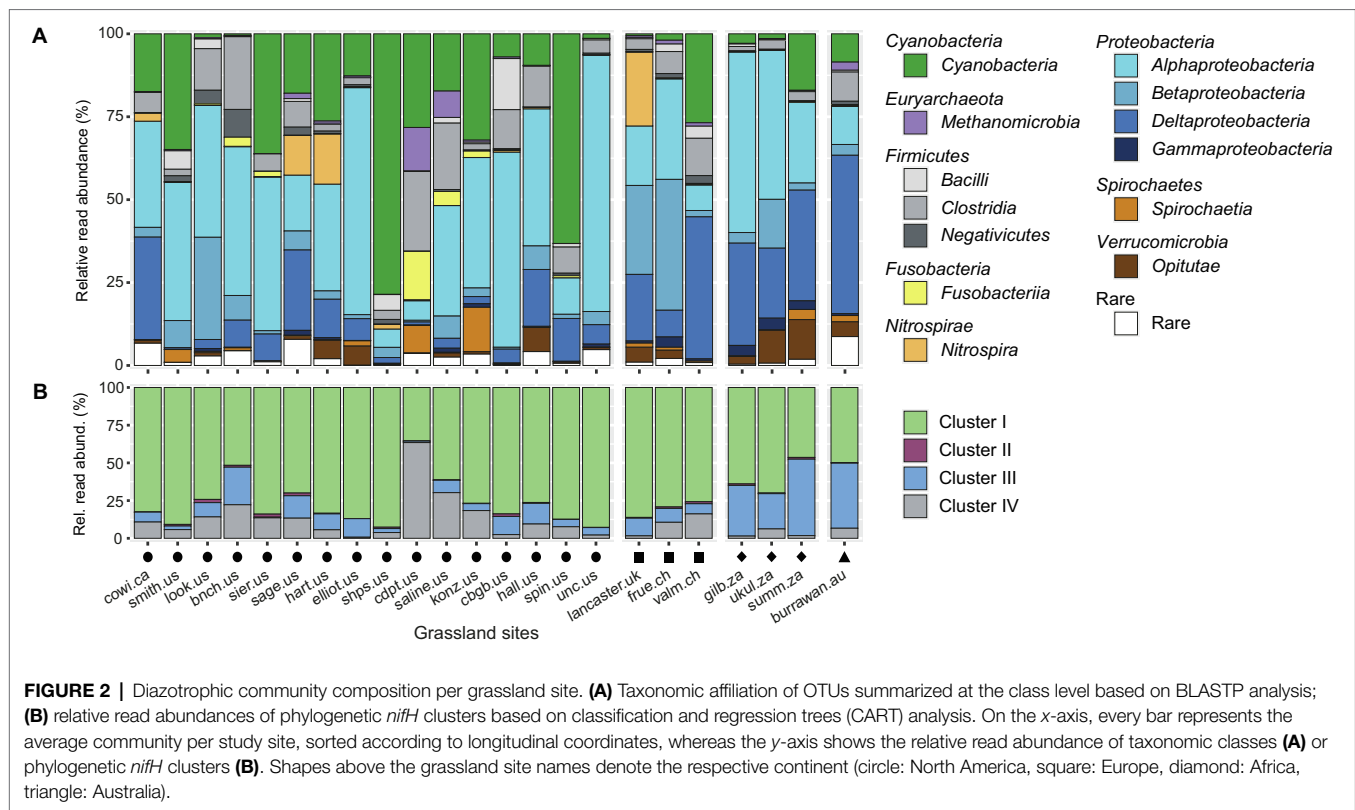 A
100
75
50
25
0
Relative read abundance (%)
B
100
75
50
25
0
Rel. read abund. (%)
cowi.ca
smith.us
look.us
bnch.us
sier.us
sage.us
hart.us
elliot.us
shps.us
cdpt.us
saline.us
konz.us
cbgb.us
hall.us
spin.us
unc.us
lancaster.uk
frue.ch
valm.ch
gilb.za
ukul.za
summ.za
burrawan.au
Grassland sites
Cyanobacteria
Cyanobacteria
Euryarchaeota
Methanomicrobia
Firmicutes
Bacilli
Clostridia
Negativicutes
Fusobacteria
Fusobacteriia
Nitrospirae
Nitrospira
Proteobacteria
Alphaproteobacteria
Betaproteobacteria
Deltaproteobacteria
Gammaproteobacteria
Spirochaetes
Spirochaetia
Verrucomicrobia
Opitutae
Rare
Rare
Cluster I
Cluster II
Cluster III
Cluster IV
FIGURE 2 | Diazotrophic community composition per grassland site. (A) Taxonomic affiliation of OTUs summarized at the class level based on BLASTP analysis;
(B) relative read abundances of phylogenetic nifH clusters based on classification and regression trees (CART) analysis. On the x-axis, every bar represents the
average community per study site, sorted according to longitudinal coordinates, whereas the y-axis shows the relative read abundance of taxonomic classes (A) or
phylogenetic nifH clusters (B). Shapes above the grassland site names denote the respective continent (circle: North America, square: Europe, diamond: Africa,
triangle: Australia).